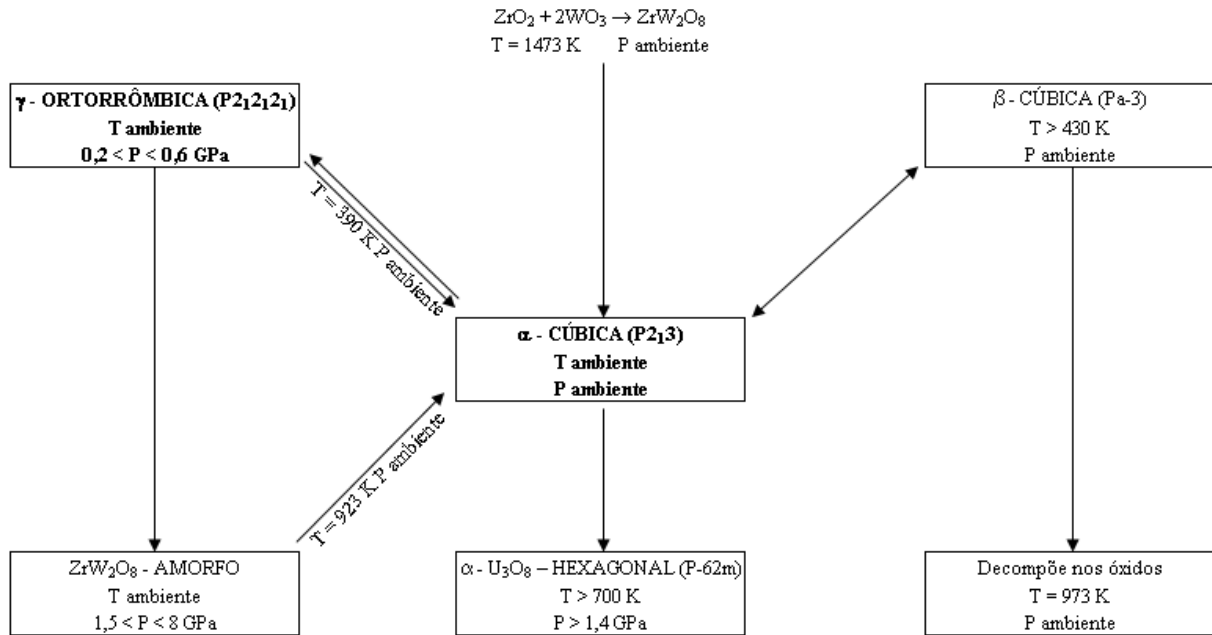 ZrO₂ + 2WO₃ → ZrW₂O₈
T = 1473 K P ambiente
γ - ORTORRÔMBICA (P2₁2₁2₁)
T ambiente
0,2 < P < 0,6 GPa
β - CÚBICA (Pa-3)
T > 430 K
P ambiente
T = 390 K P ambiente
α - CÚBICA (P2₁3)
T ambiente
P ambiente
T = 923 K P ambiente
ZrW₂O₈ - AMORFO
T ambiente
1,5 < P < 8 GPa
α - U₃O₈ – HEXAGONAL (P-62m)
T > 700 K
P > 1,4 GPa
Decompõe nos óxidos
T = 973 K
P ambiente